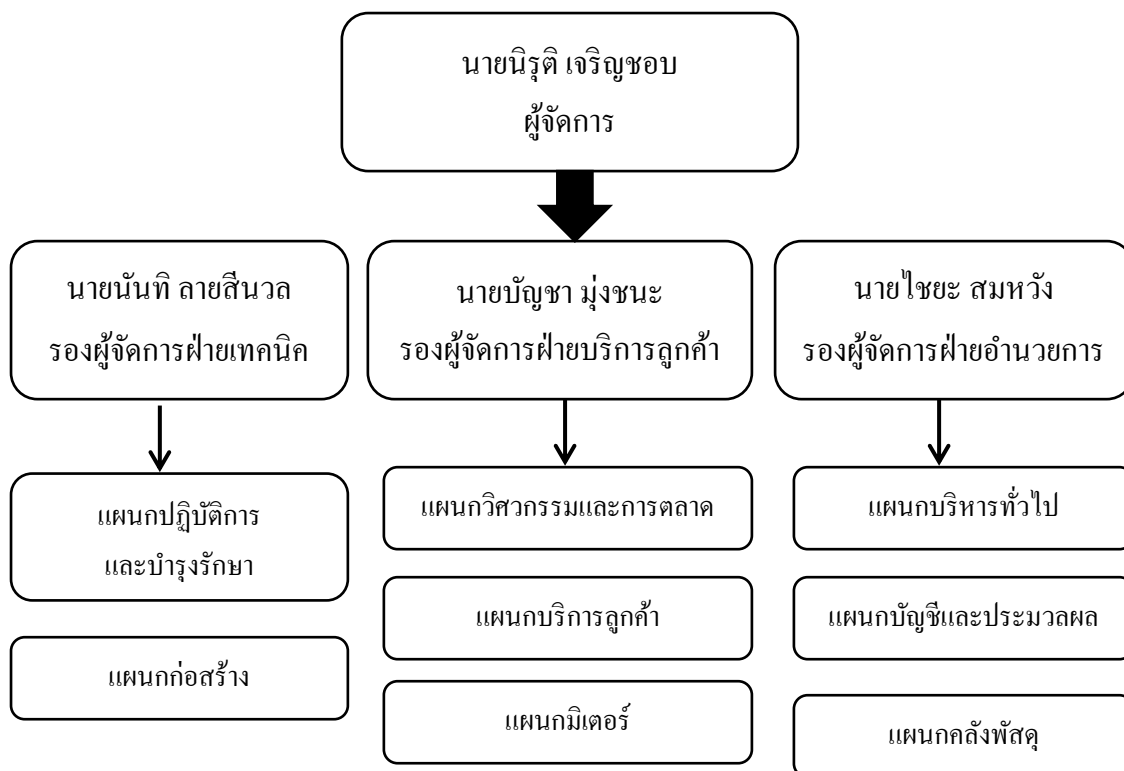 นายนิรุติ เจริญชอบ
ผู้จัดการ
นายนันทิ ลายสีนวล
รองผู้จัดการฝ่ายเทคนิค
นายบัญชา มุ่งชนะ
รองผู้จัดการฝ่ายบริการลูกค้า
นายไชยะ สมหวัง
รองผู้จัดการฝ่ายอำนวยการ
แผนกปฏิบัติการ
และบำรุงรักษา
แผนกก่อสร้าง
แผนกวิศวกรรมและการตลาด
แผนกบริการลูกค้า
แผนกมิเตอร์
แผนกบริหารทั่วไป
แผนกบัญชีและประมวลผล
แผนกคลังพัสดุ